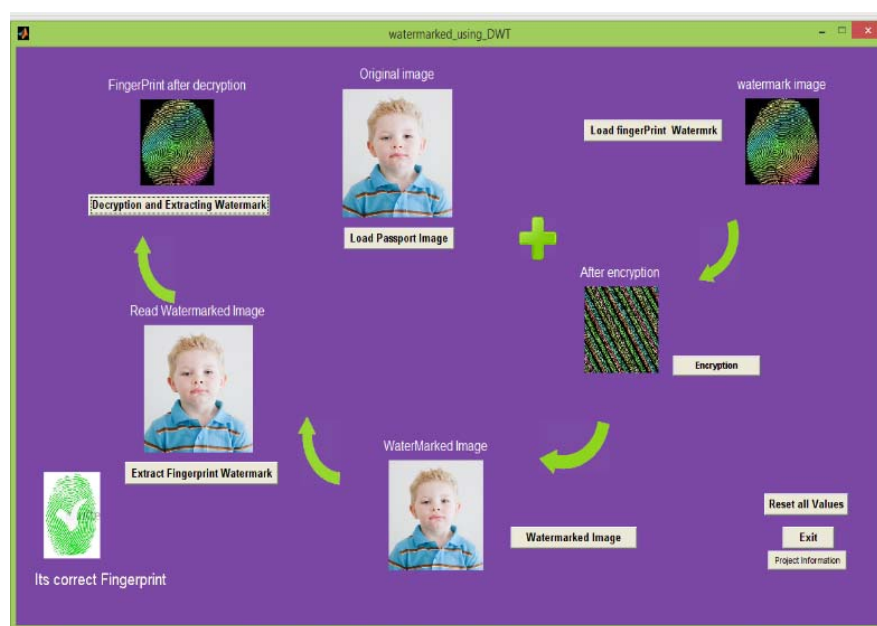 watermarked_using_DWT
Original image
FingerPrint after decryption
watermark image
Load fingerPrint Watermrk
Decryption and Extracting Watermark
Load Passport Image
After encryption
Read Watermarked Image
Encryption
WaterMarked Image
Extract Fingerprint Watermark
Reset all Values
Watermarked Image
Exit
Project Information
Its correct Fingerprint